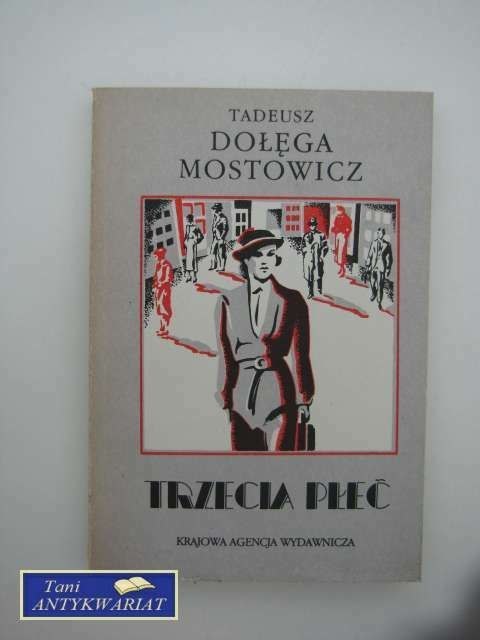 TADEUSZ
DOŁĘGA
MOSTOWICZ
TRZECIA PŁEĆ
KRAJOWA AGENCJA WYDAWNICZA
Tani
ANTYKWARIAT